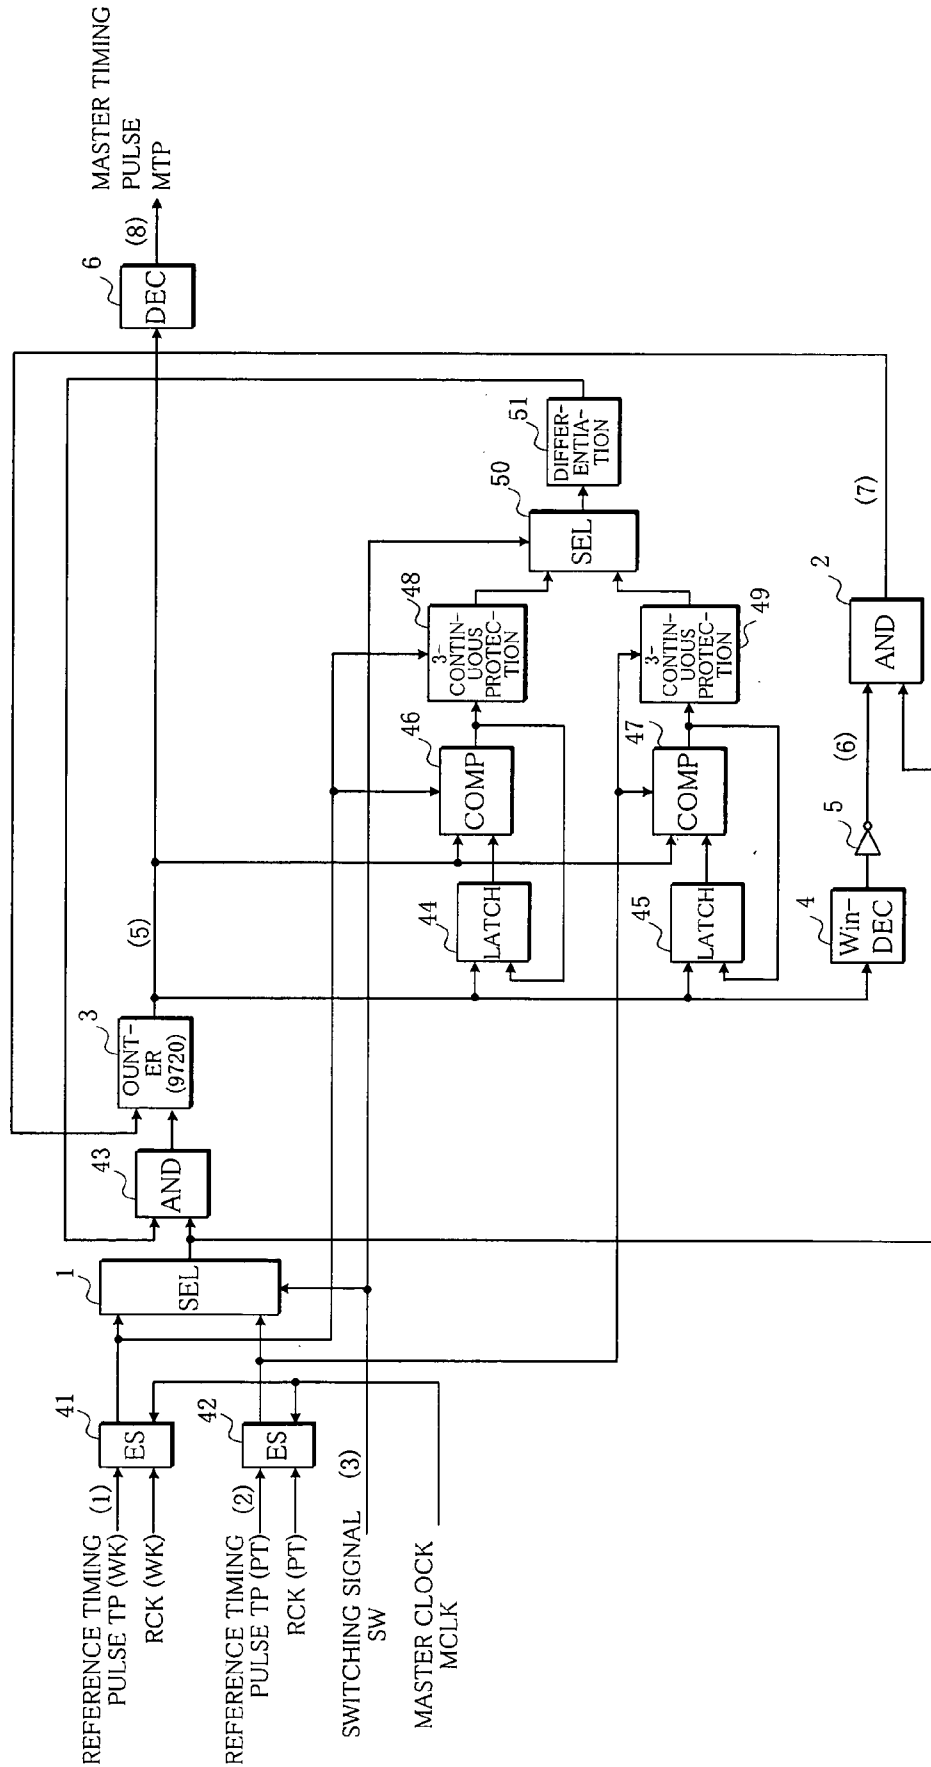 REFERENCE TIMING
PULSE TP (WK)
(1)
RCK (WK)
REFERENCE TIMING
PULSE TP (PT)
(2)
RCK (PT)
SWITCHING SIGNAL
SW
(3)
MASTER CLOCK
MCLK
41
ES
42
ES
1
SEL
43
AND
3
OUNT-
ER
(9720)
(5)
44
LATCH
45
LATCH
4
Win-
DEC
5
(6)
46
COMP
47
COMP
48
3-
CONTIN-
UOUS
PROTEC-
TION
49
3-
CONTIN-
UOUS
PROTEC-
TION
50
SEL
51
DIFFER-
ENTIA-
TION
2
AND
(7)
6
DEC
(8)
MASTER TIMING
PULSE
MTP